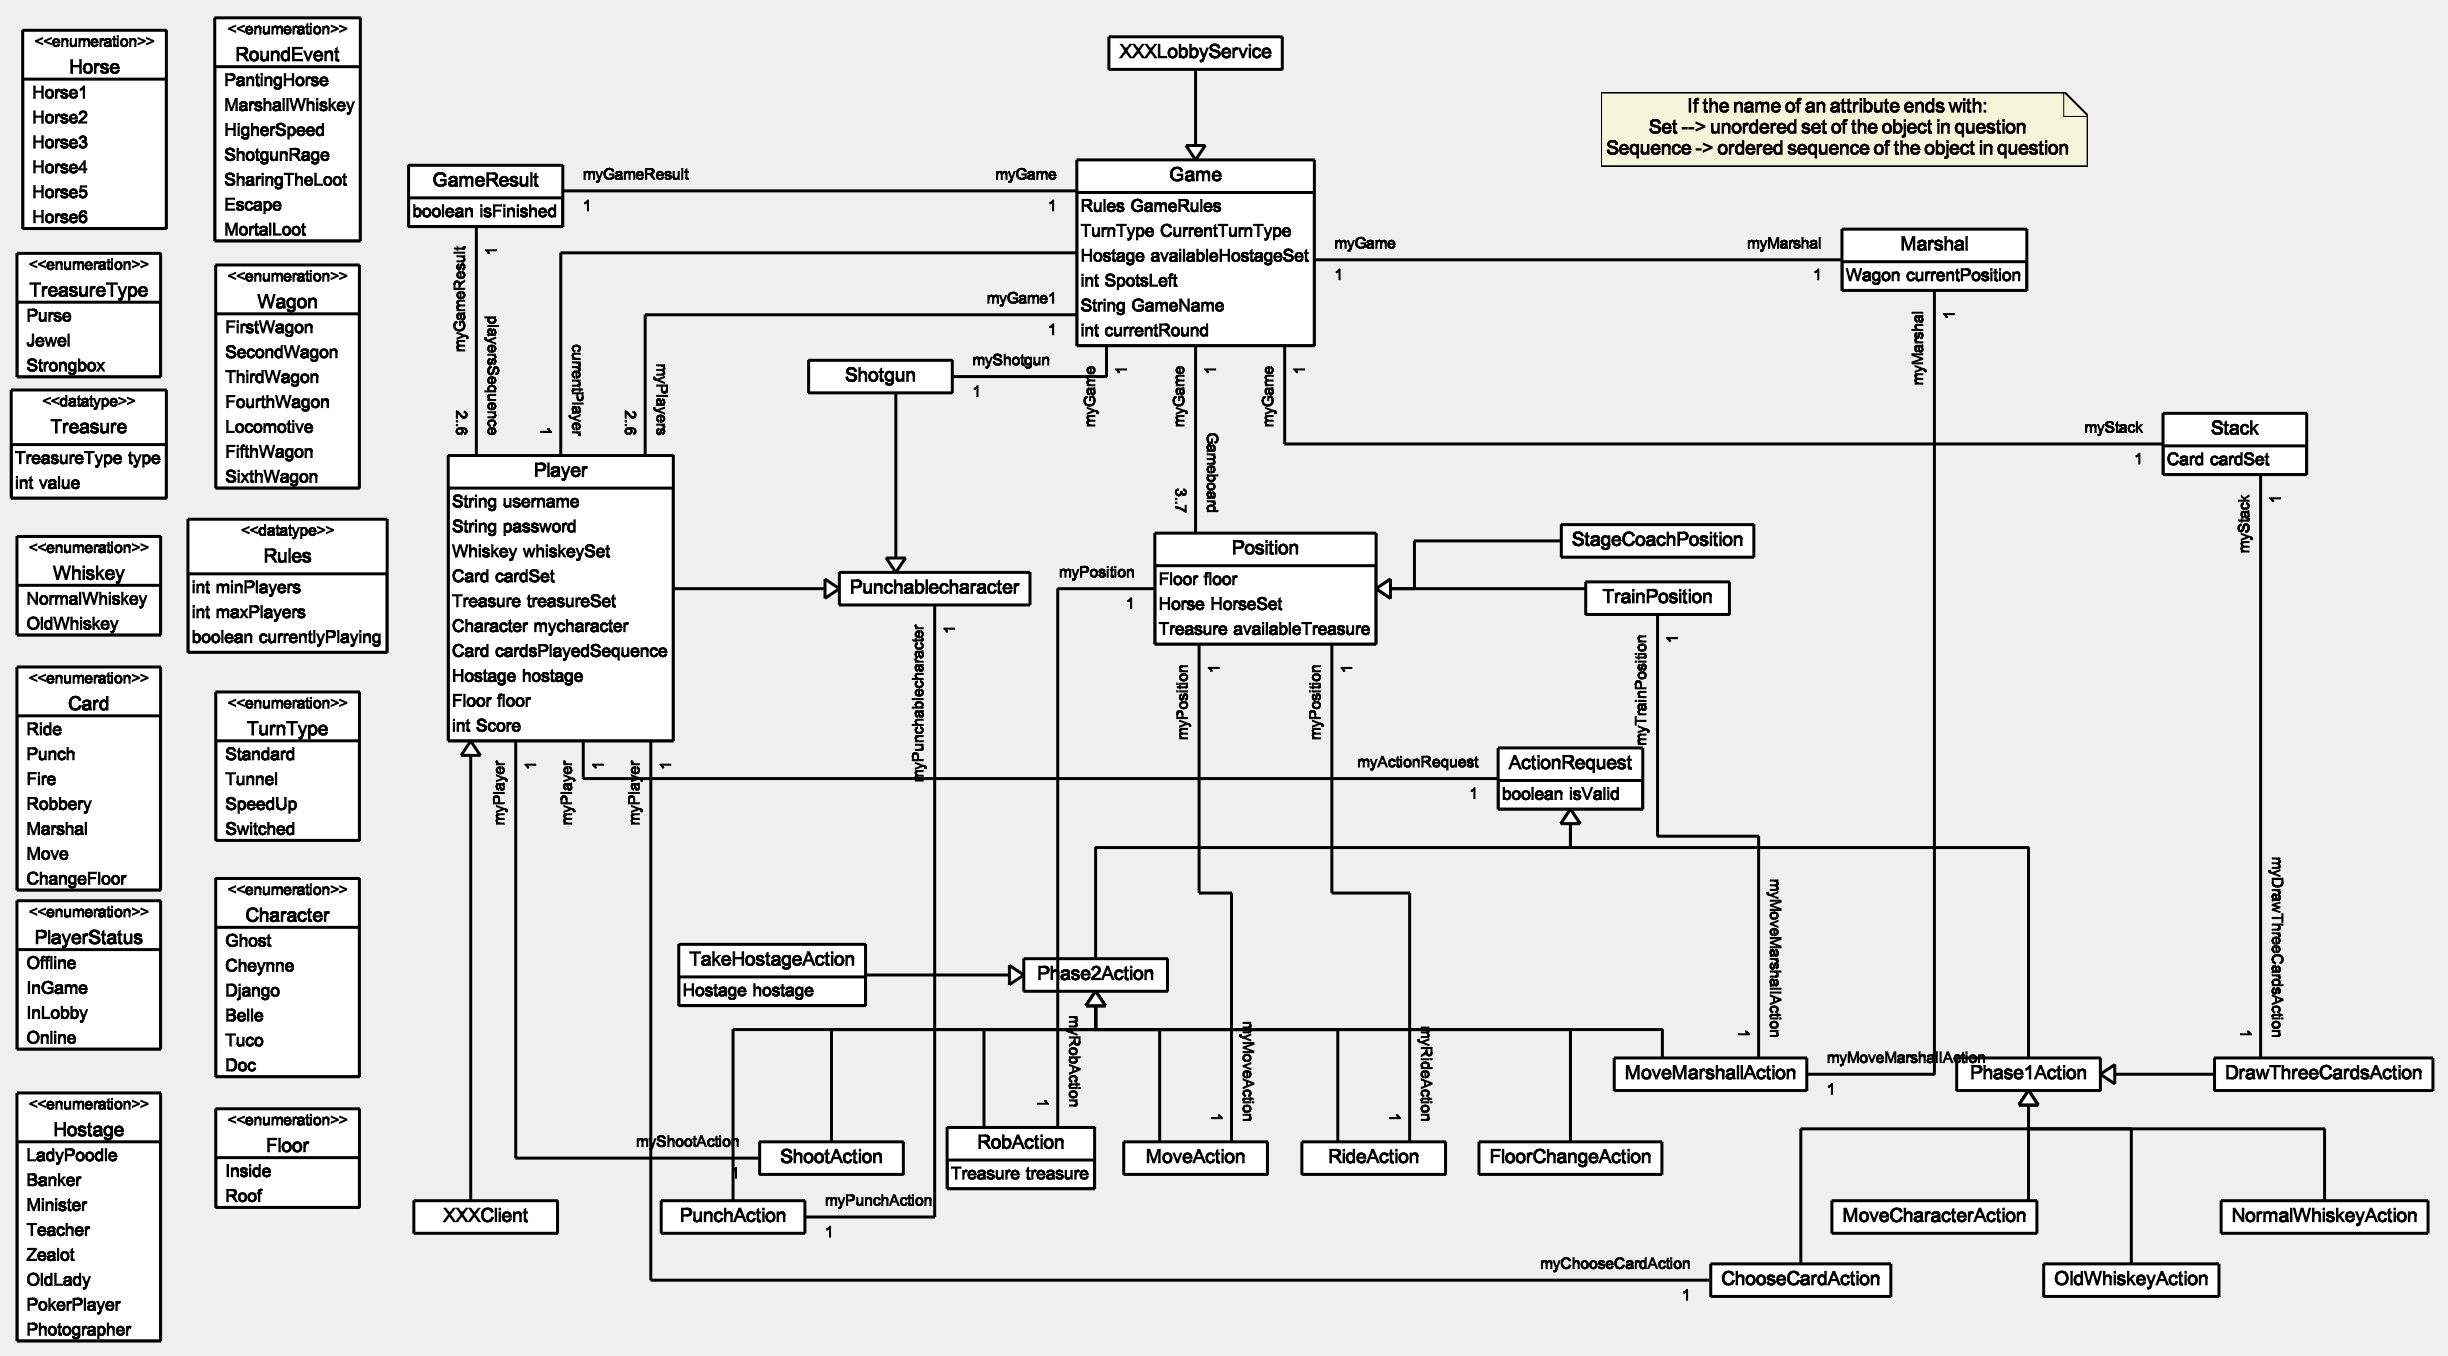 <<enumeration>>
Horse
Horse1
Horse2
Horse3
Horse4
Horse5
Horse6
<<enumeration>>
TreasureType
Purse
Jewel
Strongbox
<<datatype>>
Treasure
TreasureType type
int value
<<enumeration>>
Whiskey
NormalWhiskey
OldWhiskey
<<enumeration>>
Card
Ride
Punch
Fire
Robbery
Marshal
Move
ChangeFloor
<<enumeration>>
PlayerStatus
Offline
InGame
InLobby
Online
<<enumeration>>
Hostage
LadyPoodle
Banker
Minister
Teacher
Zealot
OldLady
PokerPlayer
Photographer
<<enumeration>>
RoundEvent
PantingHorse
MarshallWhiskey
HigherSpeed
ShotgunRage
SharingTheLoot
Escape
MortalLoot
<<enumeration>>
Wagon
FirstWagon
SecondWagon
ThirdWagon
FourthWagon
Locomotive
FifthWagon
SixthWagon
<<datatype>>
Rules
int minPlayers
int maxPlayers
boolean currentlyPlaying
<<enumeration>>
TurnType
Standard
Tunnel
SpeedUp
Switched
<<enumeration>>
Character
Ghost
Cheynne
Django
Belle
Tuco
Doc
<<enumeration>>
Floor
Inside
Roof
XXXLobbyService
If the name of an attribute ends with:
Set --> unordered set of the object in question
Sequence -> ordered sequence of the object in question
GameResult
boolean isFinished
myGameResult
1
myGame
1
Game
Rules GameRules
TurnType CurrentTurnType
Hostage availableHostageSet
int SpotsLeft
String GameName
int currentRound
myGame
1
myMarshal
1
Marshal
Wagon currentPosition
myGameResult
1
playersSequence
2..6
currentPlayer
1
myGame1
1
myPlayers
2..6
Shotgun
myShotgun
1
myGame
1
myGame
1
Gameboard
3..7
myGame
1
myMarshal
1
myStack
1
Stack
Card cardSet
myStack
1
Player
String username
String password
Whiskey whiskeySet
Card cardSet
Treasure treasureSet
Character mycharacter
Card cardsPlayedSequence
Hostage hostage
Floor floor
int Score
Punchablecharacter
myPunchablecharacter
1
myPosition
1
Position
Floor floor
Horse HorseSet
Treasure availableTreasure
StageCoachPosition
TrainPosition
myPosition
1
myPosition
1
myTrainPosition
1
myPlayer
1
myPlayer
1
myPlayer
1
myActionRequest
1
ActionRequest
boolean isValid
TakeHostageAction
Hostage hostage
Phase2Action
myRobAction
1
myMoveAction
1
myRideAction
1
myMoveMarshallAction
1
myDrawThreeCardsAction
1
MoveMarshallAction
myMoveMarshallAction
1
Phase1Action
DrawThreeCardsAction
myShootAction
1
ShootAction
RobAction
Treasure treasure
MoveAction
RideAction
FloorChangeAction
XXXClient
PunchAction
myPunchAction
1
MoveCharacterAction
NormalWhiskeyAction
myChooseCardAction
1
ChooseCardAction
OldWhiskeyAction